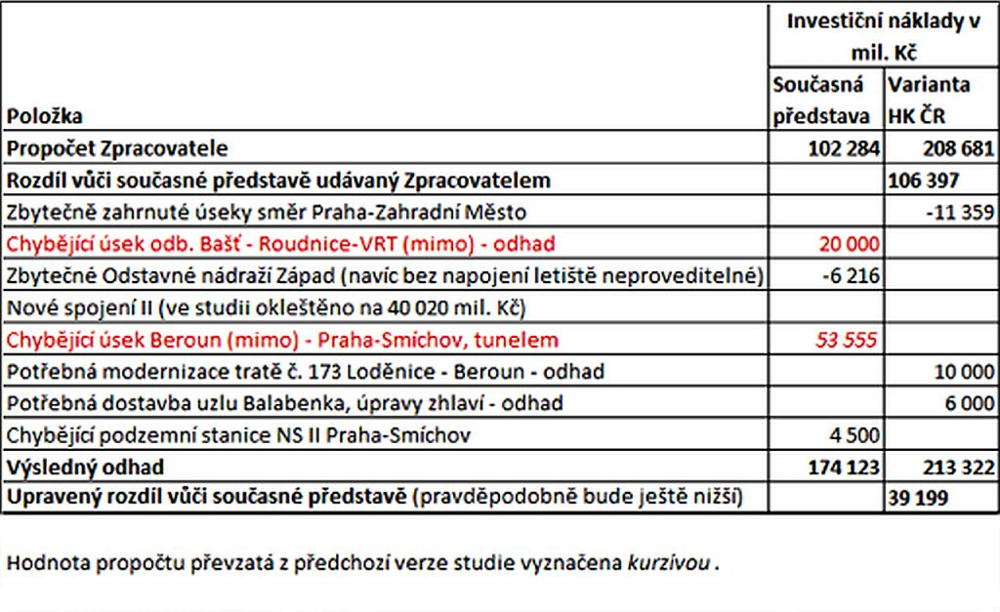 Investiční náklady v
mil. Kč
Současná Varianta
Položka představa HK ČR
Propočet Zpracovatele 102 284 208 681
Rozdíl vůči současné představě udávaný Zpracovatelem 106 397
Zbytečně zahrnuté úseky směr Praha-Zahradní Město -11 359
Chybějící úsek odb. Bašť - Roudnice-VRT (mimo) - odhad 20 000
Zbytečné Odstavné nádraží Západ (navíc bez napojení letiště neproveditelné) -6 216
Nové spojení II (ve studii okleštěno na 40 020 mil. Kč)
Chybějící úsek Beroun (mimo) - Praha-Smíchov, tunelem 53 555
Potřebná modernizace tratě č. 173 Loděnice - Beroun - odhad 10 000
Potřebná dostavba uzlu Balabenka, úpravy zhlaví - odhad 6 000
Chybějící podzemní stanice NS II Praha-Smíchov 4 500
Výsledný odhad 174 123 213 322
Upravený rozdíl vůči současné představě (pravděpodobně bude ještě nižší) 39 199
Hodnota propočtu převzatá z předchozí verze studie vyznačena kurzívou .